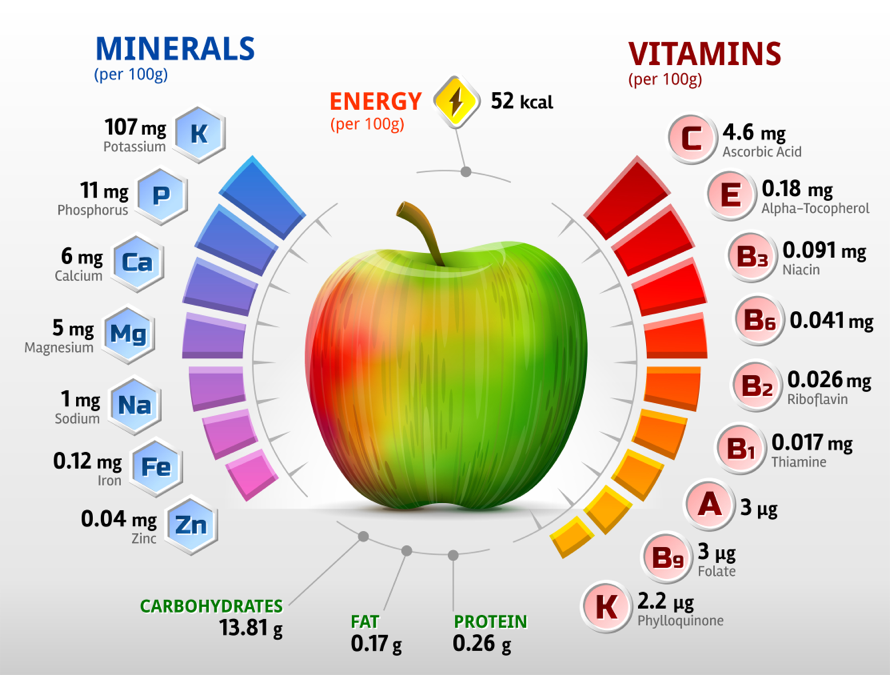 MINERALS
(per 100g)
107 mg
Potassium
K
11 mg
Phosphorus
P
6 mg
Calcium
Ca
5 mg
Magnesium
Mg
1 mg
Sodium
Na
0.12 mg
Iron
Fe
0.04 mg
Zinc
Zn
ENERGY
(per 100g)
52 kcal
VITAMINS
(per 100g)
C
4.6 mg
Ascorbic Acid
E
0.18 mg
Alpha-Tocopherol
B3
0.091 mg
Niacin
B6
0.041 mg
B2
0.026 mg
Riboflavin
B1
0.017 mg
Thiamine
A
3 µg
B9
3 µg
Folate
K
2.2 µg
Phylloquinone
CARBOHYDRATES
13.81 g
FAT
0.17 g
PROTEIN
0.26 g